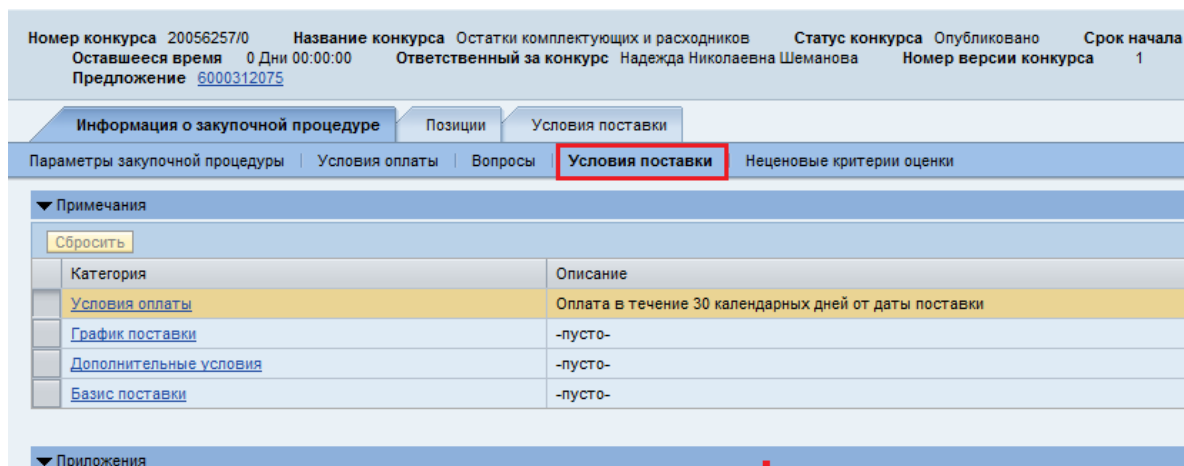 Номер конкурса 20056257/0 Название конкурса Остатки комплектующих и расходников Статус конкурса Опубликовано Срок начала
Оставшееся время 0 Дни 00:00:00 Ответственный за конкурс Надежда Николаевна Шеманова Номер версии конкурса 1
Предложение 6000312075
Информация о закупочной процедуре Позиции Условия поставки
Параметры закупочной процедуры Условия оплаты Вопросы Условия поставки Неценовые критерии оценки
Примечания
Сбросить
Категория Описание
Условия оплаты Оплата в течение 30 календарных дней от даты поставки
График поставки -пусто-
Дополнительные условия -пусто-
Базис поставки -пусто-
Приложения